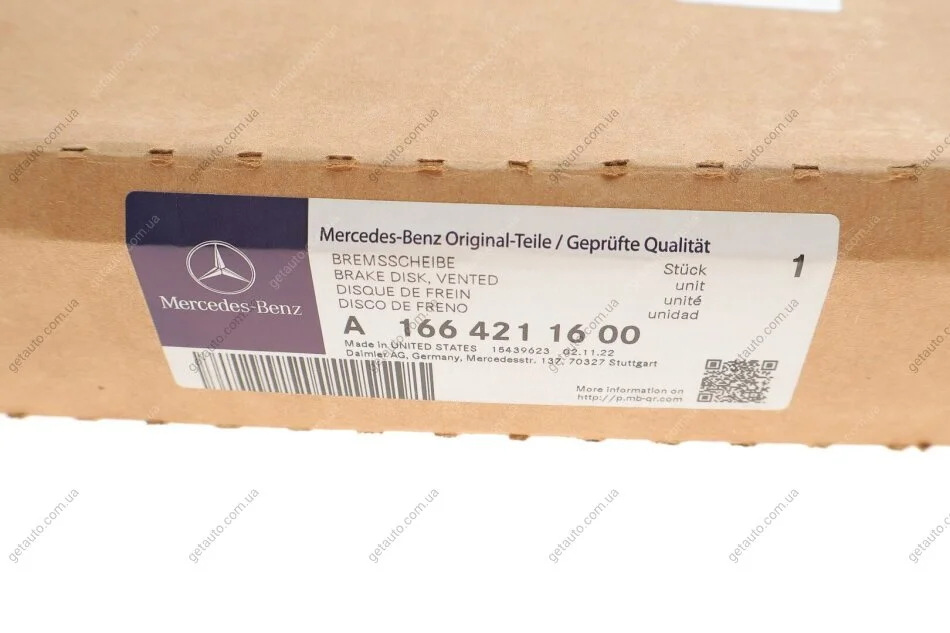 Mercedes-Benz
Mercedes-Benz Original-Teile / Geprüfte Qualität
BREMSSCHEIBE
BRAKE DISK, VENTED
DISQUE DE FREIN
DISCO DE FRENO
Stück 1
unit
unité
unidad
A 166 421 16 00
Made in UNITED STATES 15439623 02.11.22
Daimler AG, Germany, Mercedesstr. 137, 70327 Stuttgart
More information on
http://p.mb-qr.com
getauto.com.ua